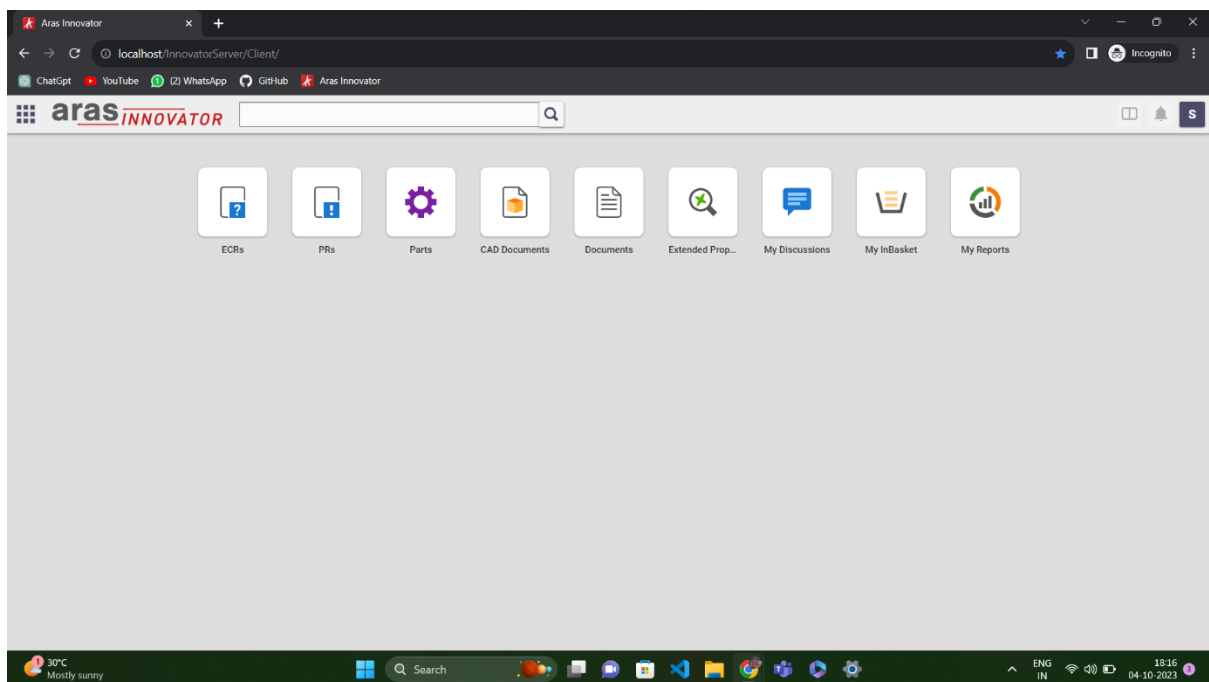 Aras Innovator
localhost/InnovatorServer/Client/
Incognito
ChatGpt YouTube (2) WhatsApp GitHub Aras Innovator
aras INNOVATOR
S
ECRs PRs Parts CAD Documents Documents Extended Prop... My Discussions My InBasket My Reports
1 30°C
Mostly sunny
Search
ENG
IN
18:16
04-10-2023
3